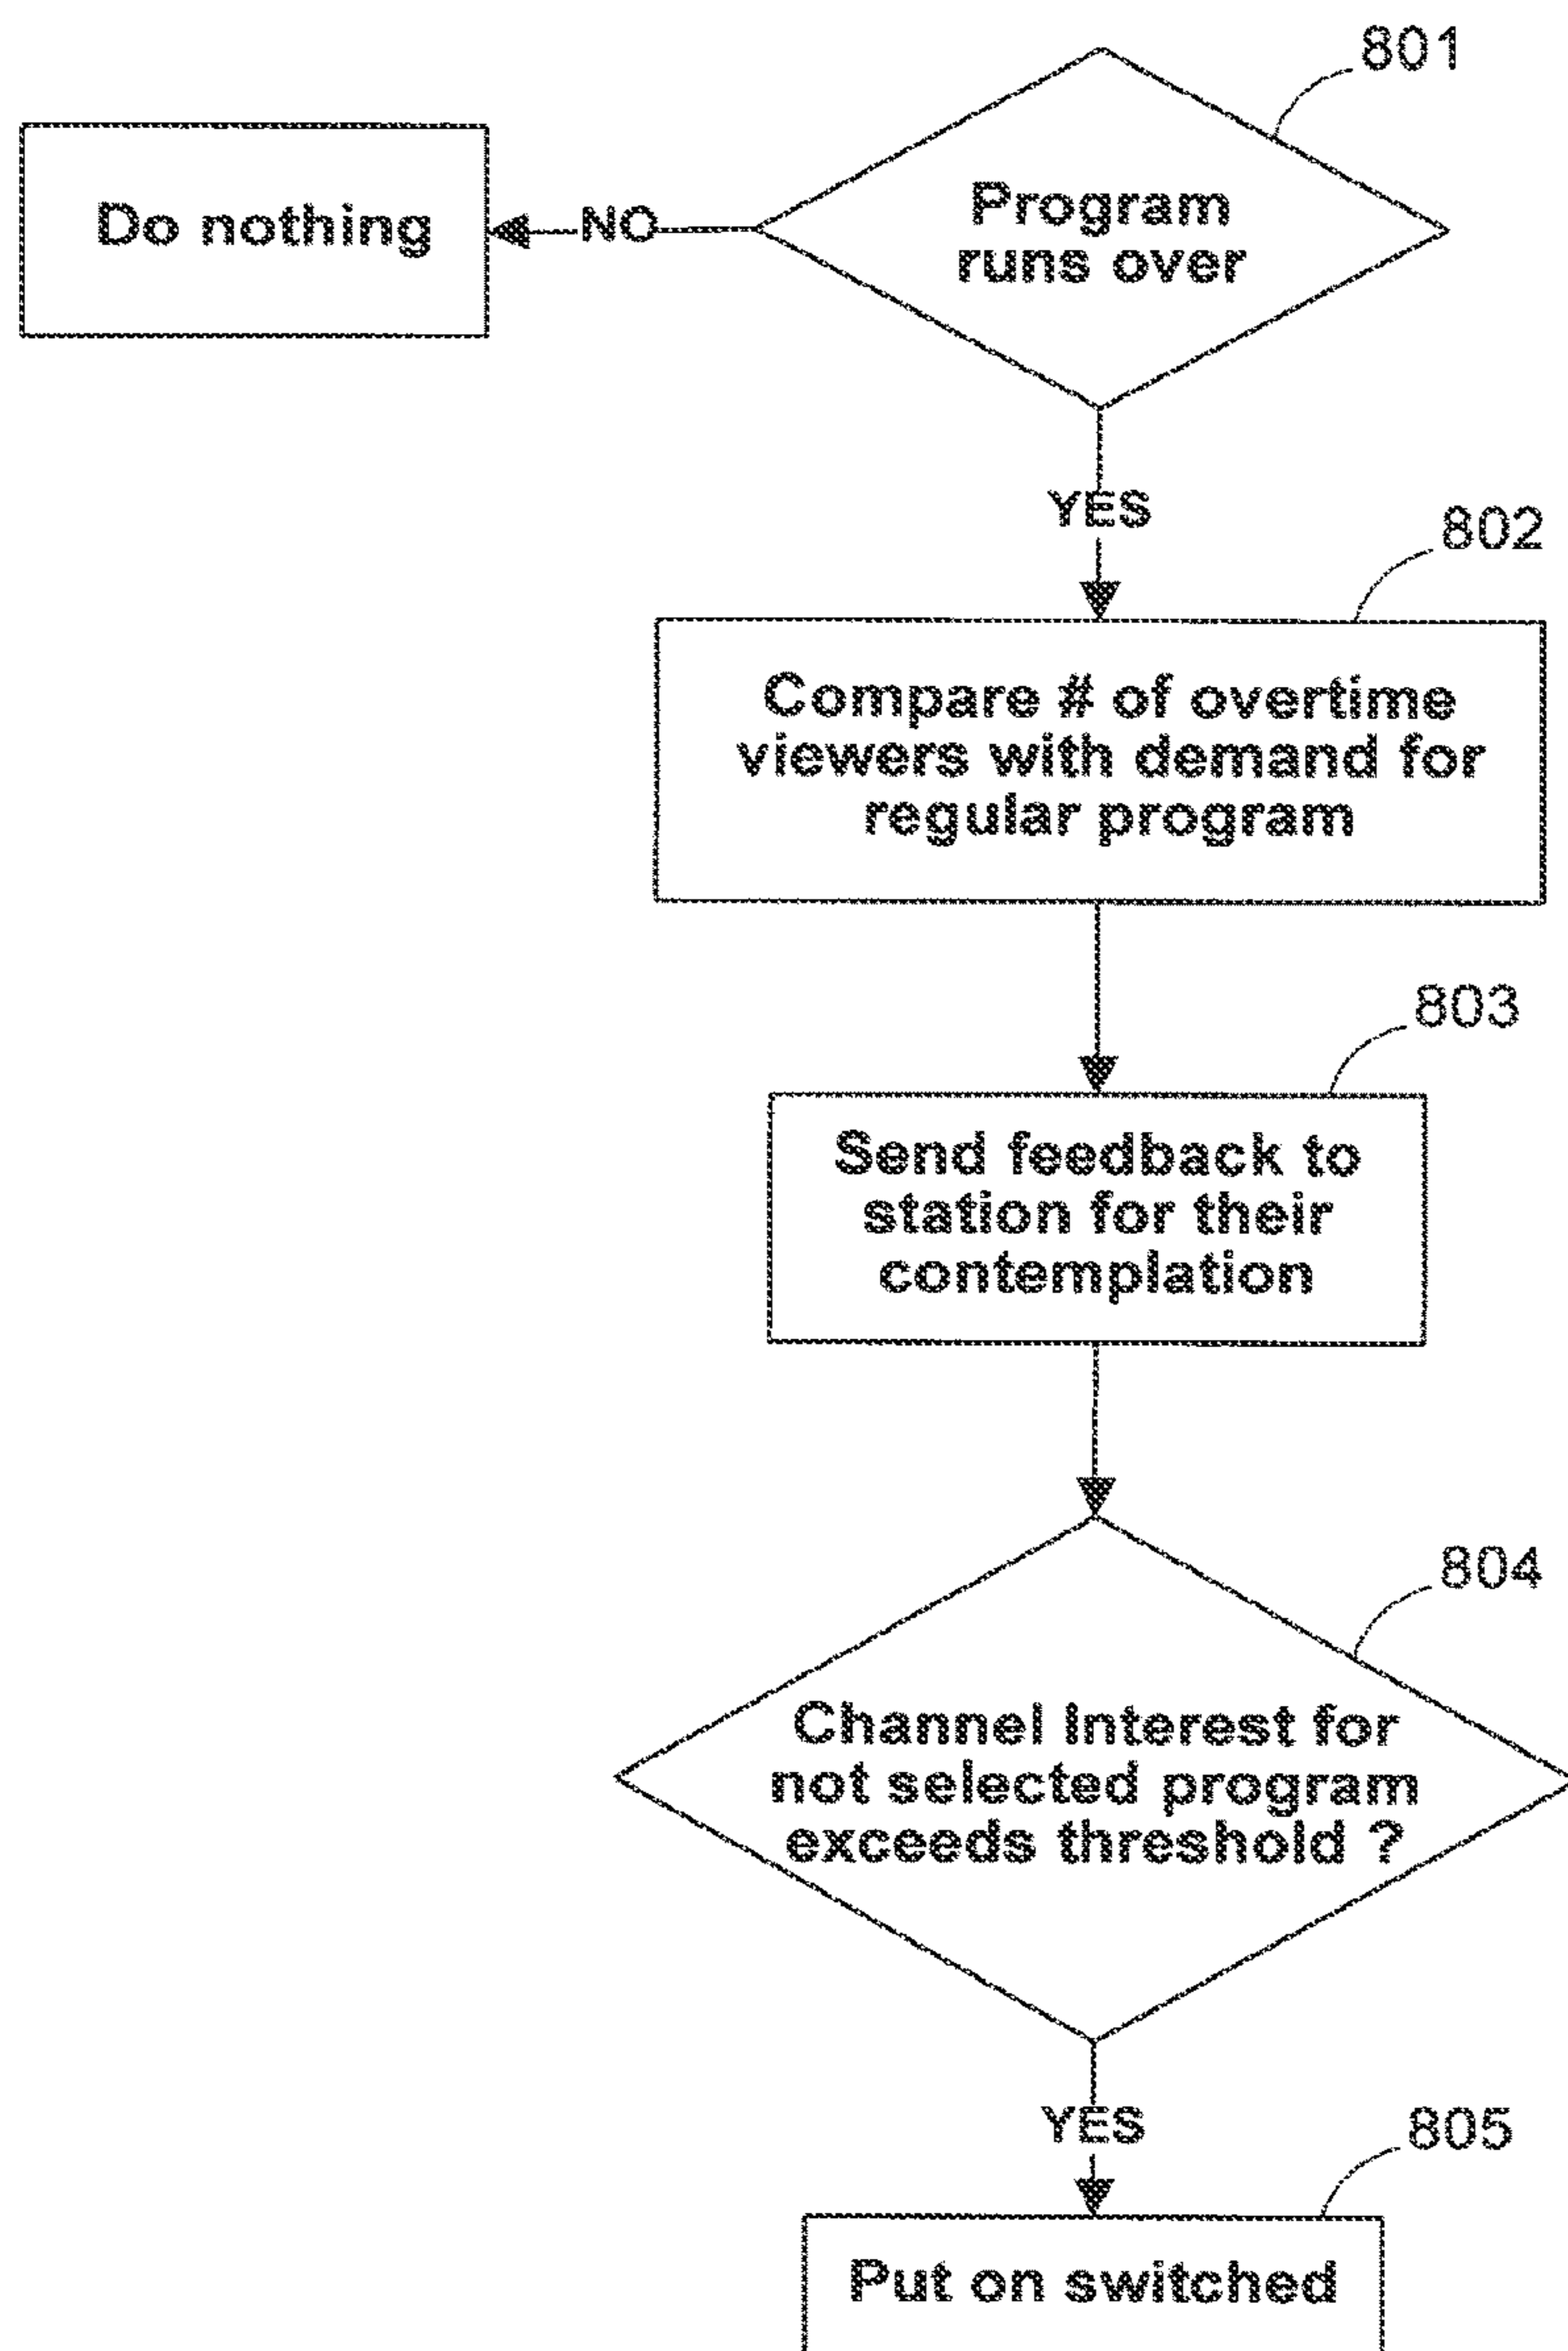 801
Program
runs over
NO
Do nothing
YES
802
Compare # of overtime
viewers with demand for
regular program
803
Send feedback to
station for their
contemplation
804
Channel Interest for
not selected program
exceeds threshold ?
YES
805
Put on switched